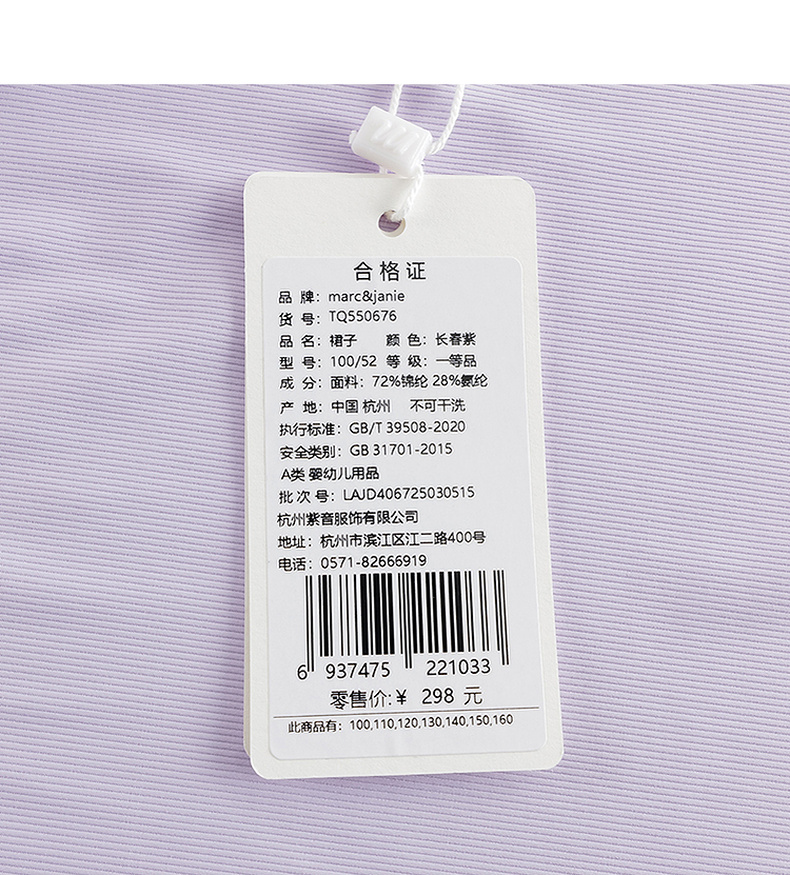 合格证
品 牌：marc&janie
货 号：TQ550676
品 名：裙子 颜 色：长春紫
型 号：100/52 等 级：一等品
成 分：面料：72%锦纶 28%氨纶
产 地：中国 杭州 不可干洗
执行标准：GB/T 39508-2020
安全类别：GB 31701-2015
A类 婴幼儿用品
批 次 号：LAJD406725030515
杭州紫音服饰有限公司
地址：杭州市滨江区江二路400号
电话：0571-82666919
6 937475 221033
零售价:￥ 298 元
此商品有：100,110,120,130,140,150,160